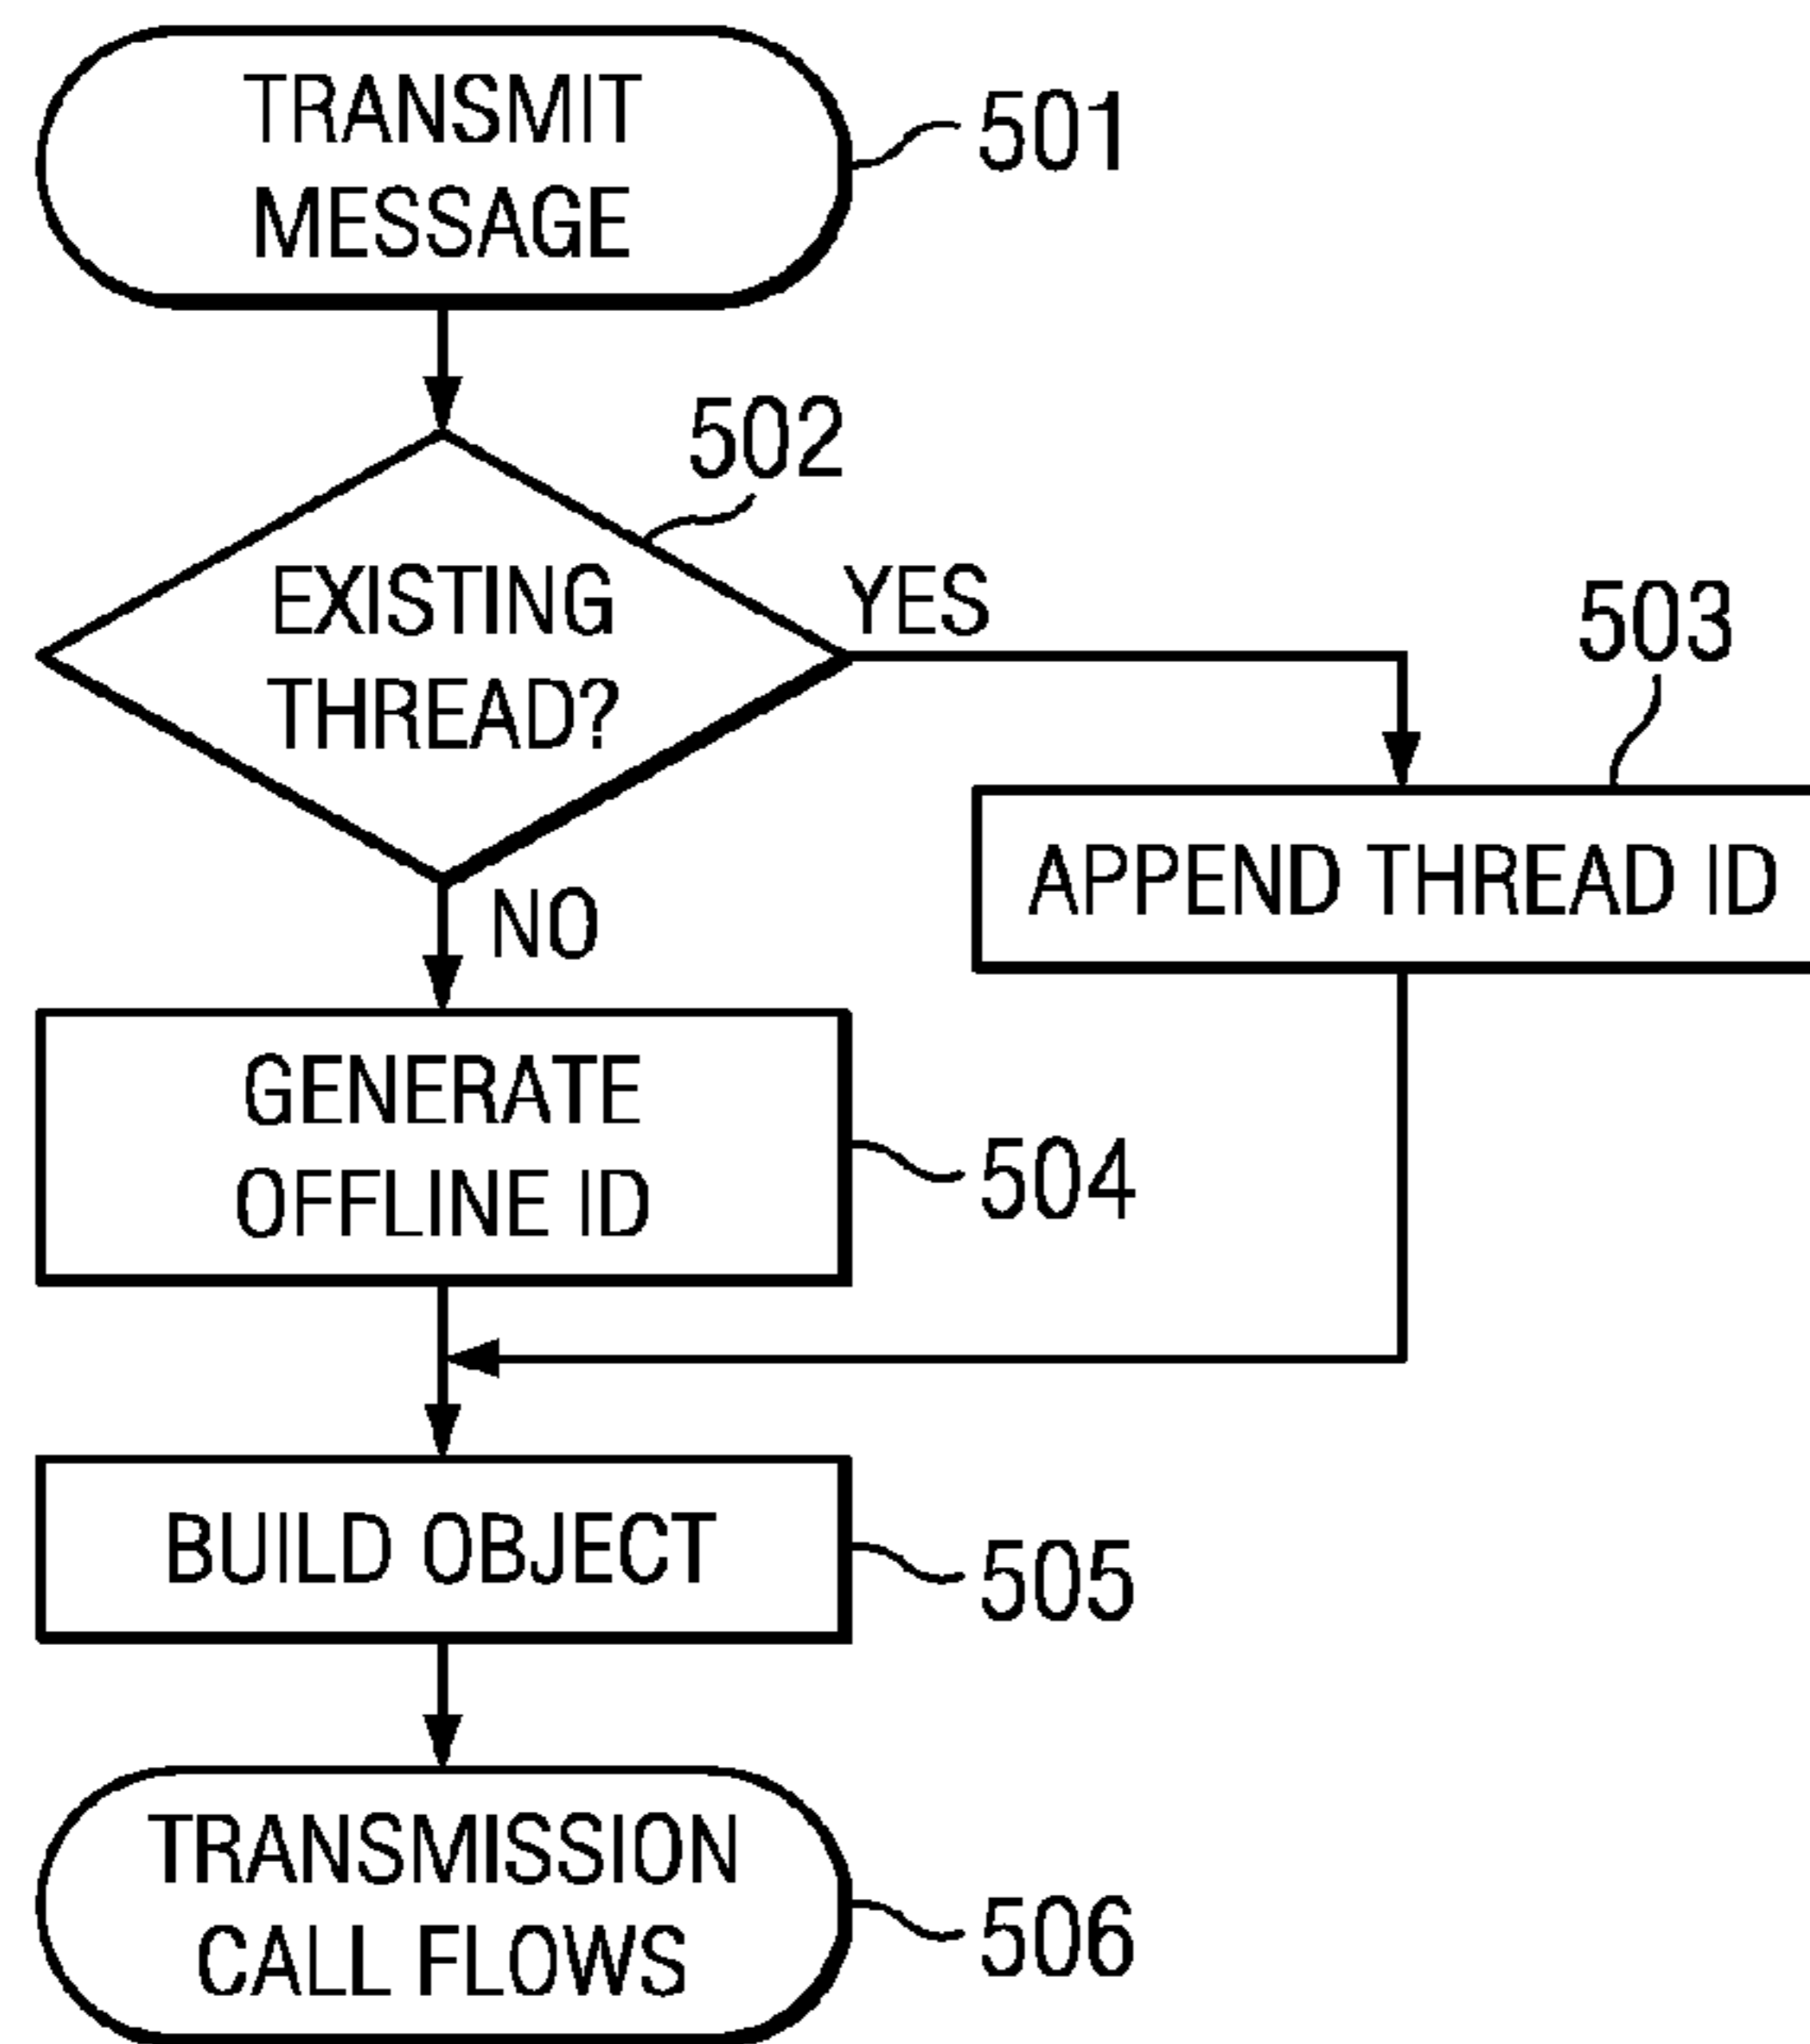 TRANSMIT
MESSAGE
501
502
EXISTING
THREAD?
YES
503
APPEND THREAD ID
NO
GENERATE
OFFLINE ID
504
BUILD OBJECT
505
TRANSMISSION
CALL FLOWS
506